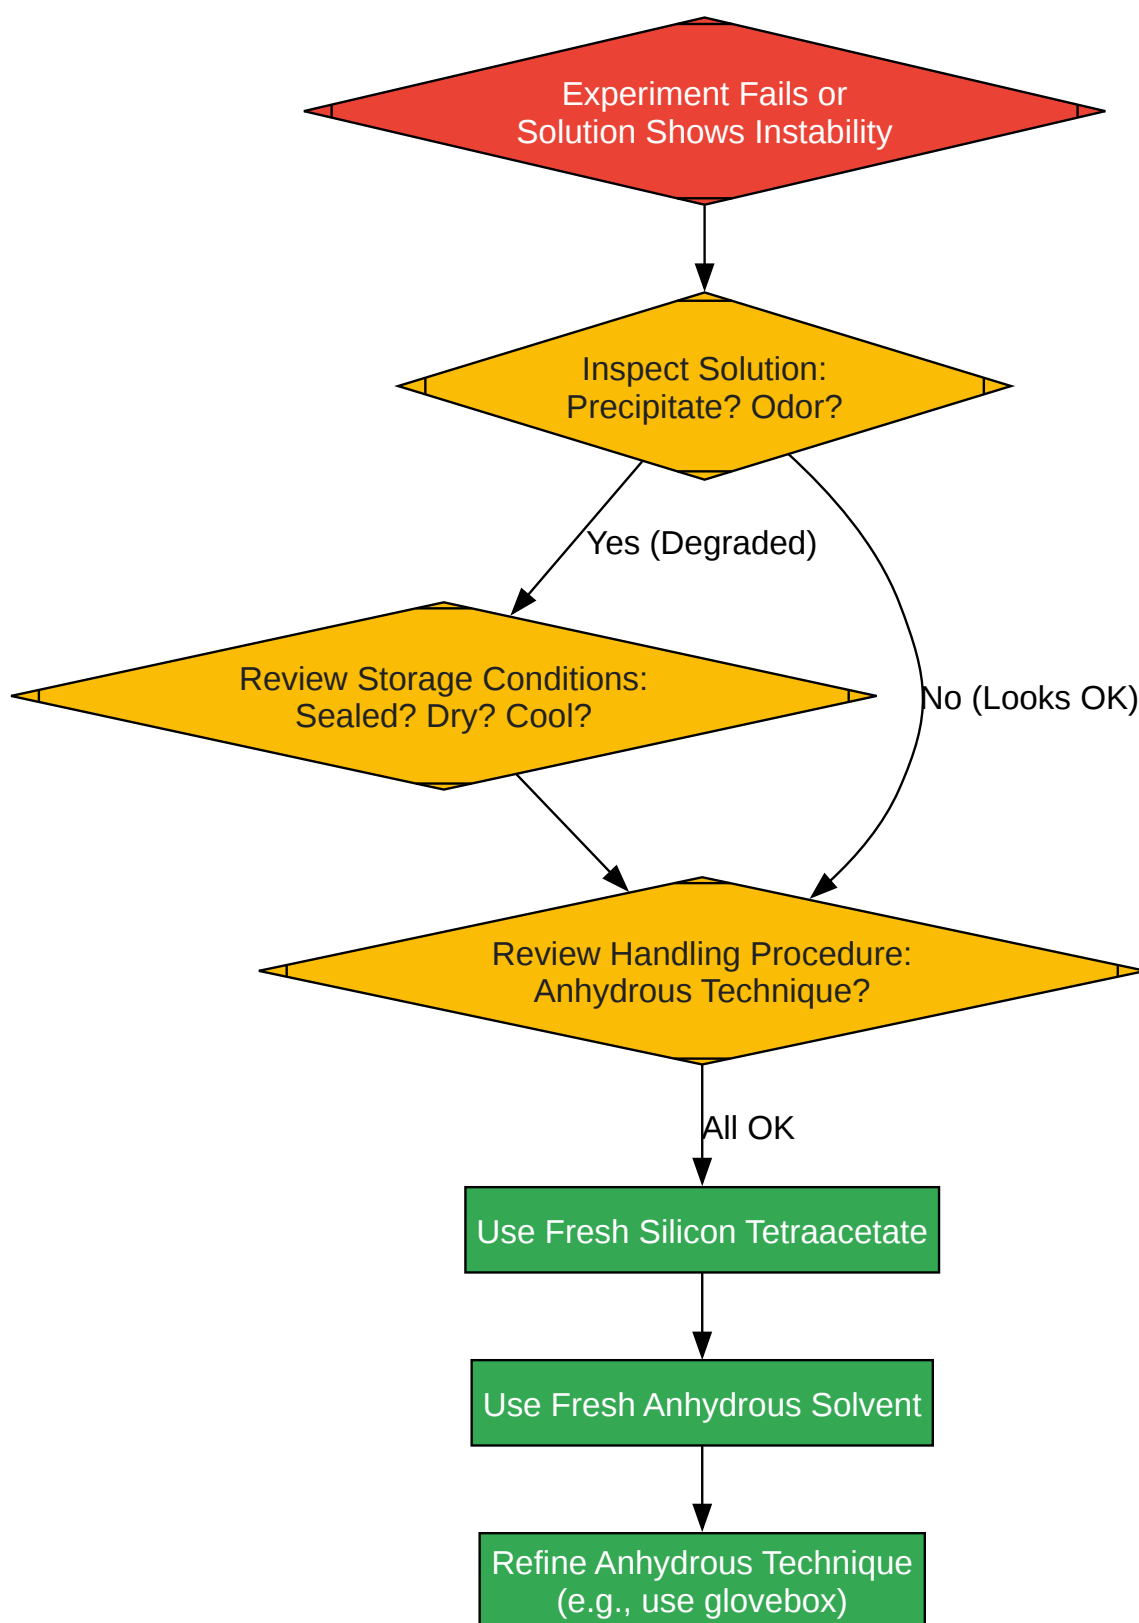 Experiment Fails or
Solution Shows Instability
Inspect Solution:
Precipitate? Odor?
Yes (Degraded)
Review Storage Conditions:
Sealed? Dry? Cool?
No (Looks OK)
Review Handling Procedure:
Anhydrous Technique?
All OK
Use Fresh Silicon Tetraacetate
Use Fresh Anhydrous Solvent
Refine Anhydrous Technique
(e.g., use glovebox)